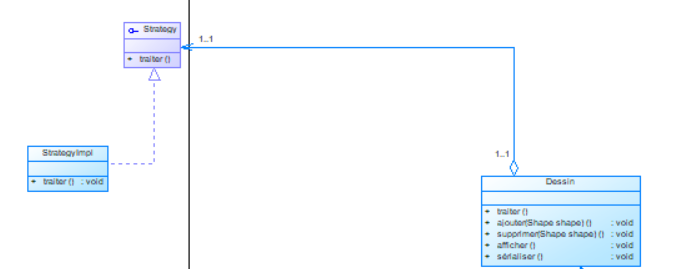 Strategy
+ traiter ()
1..1
StrategyImpl
+ traiter () : void
1..1
Dessin
+ traiter ()
+ ajouter(Shape shape) () : void
+ supprimer(Shape shape) () : void
+ afficher () : void
+ sérialiser () : void